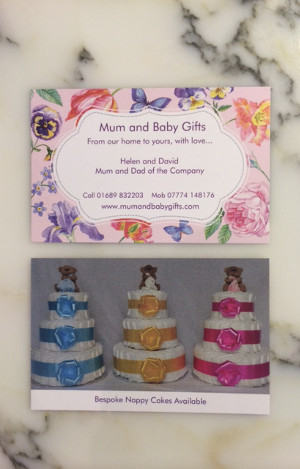 Mum and Baby Gifts
From our home to yours, with love...
Helen and David
Mum and Dad of the Company
Call 01689 832203 Mob 07774 148176
www.mumandbabygifts.com
Bespoke Nappy Cakes Available